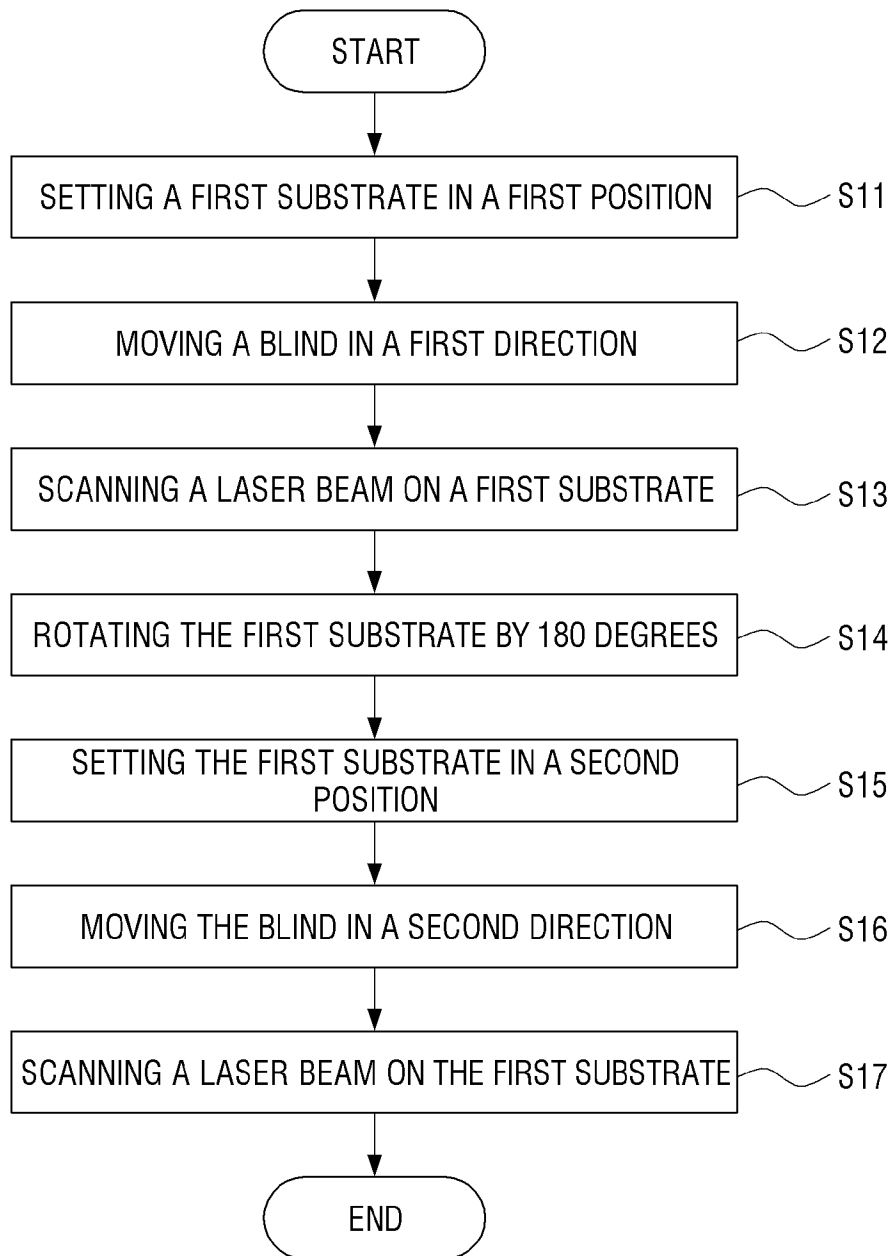 START
SETTING A FIRST SUBSTRATE IN A FIRST POSITION
S11
MOVING A BLIND IN A FIRST DIRECTION
S12
SCANNING A LASER BEAM ON A FIRST SUBSTRATE
S13
ROTATING THE FIRST SUBSTRATE BY 180 DEGREES
S14
SETTING THE FIRST SUBSTRATE IN A SECOND
POSITION
S15
MOVING THE BLIND IN A SECOND DIRECTION
S16
SCANNING A LASER BEAM ON THE FIRST SUBSTRATE
S17
END